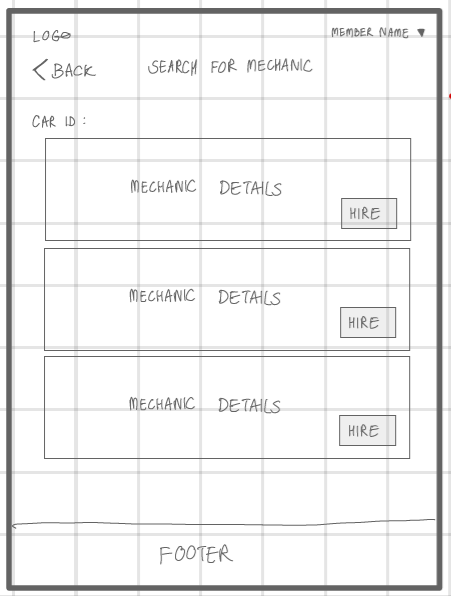 LOGO
MEMBER NAME ▼
< BACK
SEARCH FOR MECHANIC
CAR ID :
MECHANIC DETAILS
HIRE
MECHANIC DETAILS
HIRE
MECHANIC DETAILS
HIRE
FOOTER